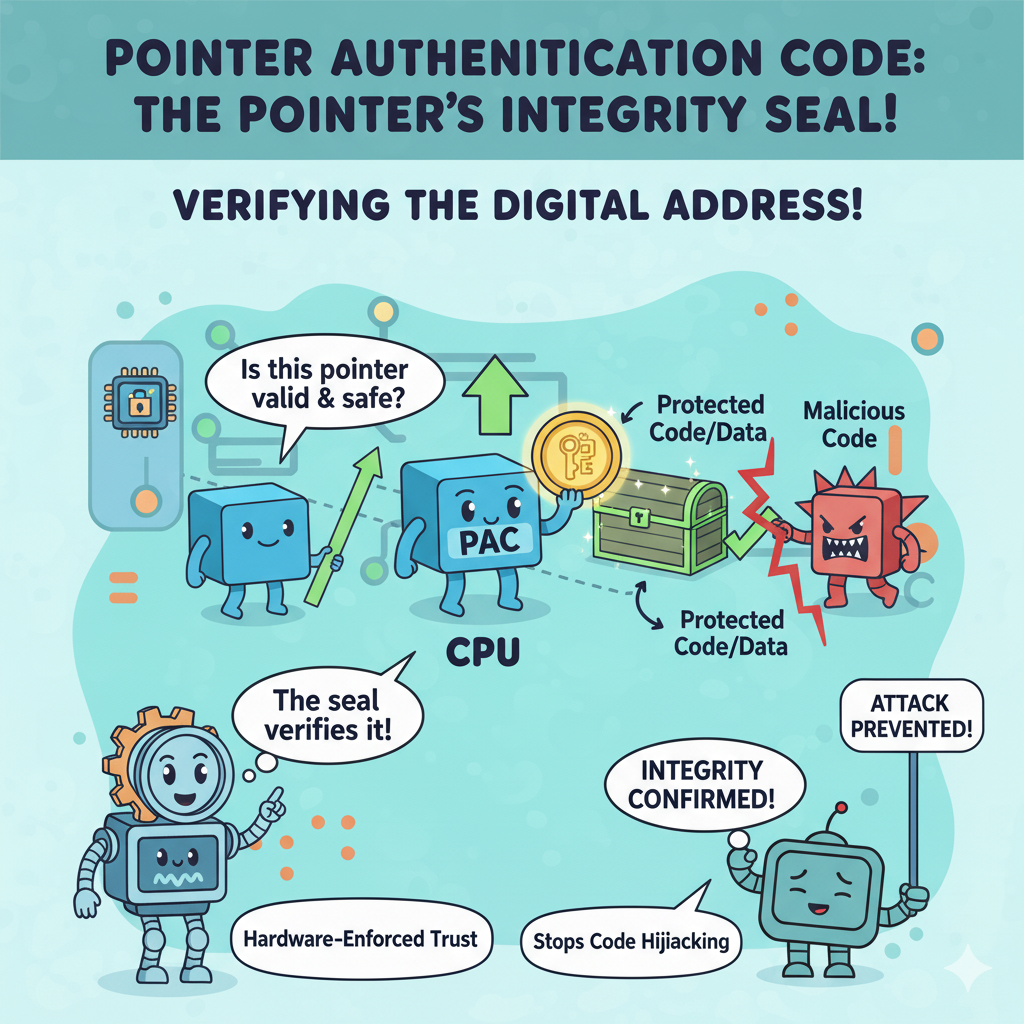 POINTER AUTHENITICATION CODE:
THE POINTER'S INTEGRITY SEAL!
VERIFYING THE DIGITAL ADDRESS!
Is this pointer
valid & safe?
Protected
Code/Data
Malicious
Code
PAC
Protected
Code/Data
CPU
The seal
verifies it!
ATTACK
PREVENTED!
INTEGRITY
CONFIRMED!
Hardware-Enforced Trust
Stops Code Hijiacking